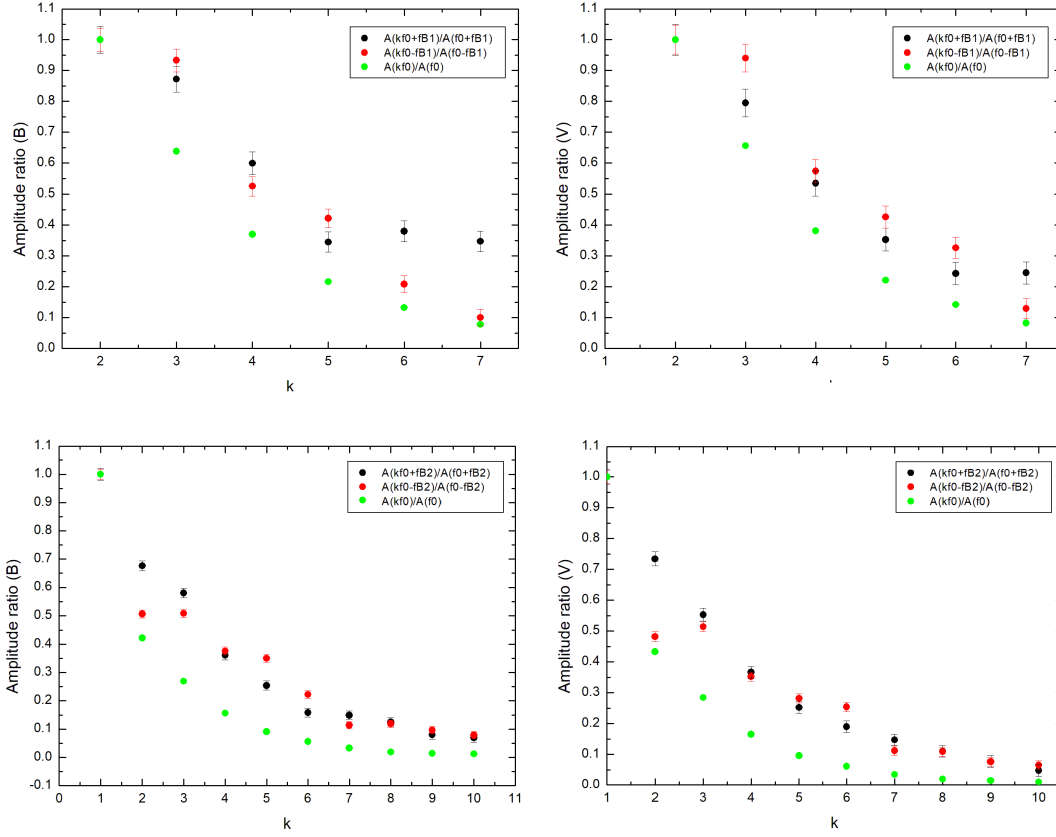 1.1
1.0
0.9
0.8
0.7
0.6
0.5
0.4
0.3
0.2
0.1
0.0
Amplitude ratio (B)
A(kf0+fB1)/A(f0+fB1)
A(kf0-fB1)/A(f0-fB1)
A(kf0)/A(f0)
2 3 4 5 6 7
k
1.1
1.0
0.9
0.8
0.7
0.6
0.5
0.4
0.3
0.2
0.1
0.0
Amplitude ratio (V)
A(kf0+fB1)/A(f0+fB1)
A(kf0-fB1)/A(f0-fB1)
A(kf0)/A(f0)
1 2 3 4 5 6 7
1.1
1.0
0.9
0.8
0.7
0.6
0.5
0.4
0.3
0.2
0.1
0.0
-0.1
Amplitude ratio (B)
A(kf0+fB2)/A(f0+fB2)
A(kf0-fB2)/A(f0-fB2)
A(kf0)/A(f0)
0 1 2 3 4 5 6 7 8 9 10 11
k
1.1
1.0
0.9
0.8
0.7
0.6
0.5
0.4
0.3
0.2
0.1
0.0
Amplitude ratio (V)
A(kf0+fB2)/A(f0+fB2)
A(kf0-fB2)/A(f0-fB2)
A(kf0)/A(f0)
1 2 3 4 5 6 7 8 9 10
k